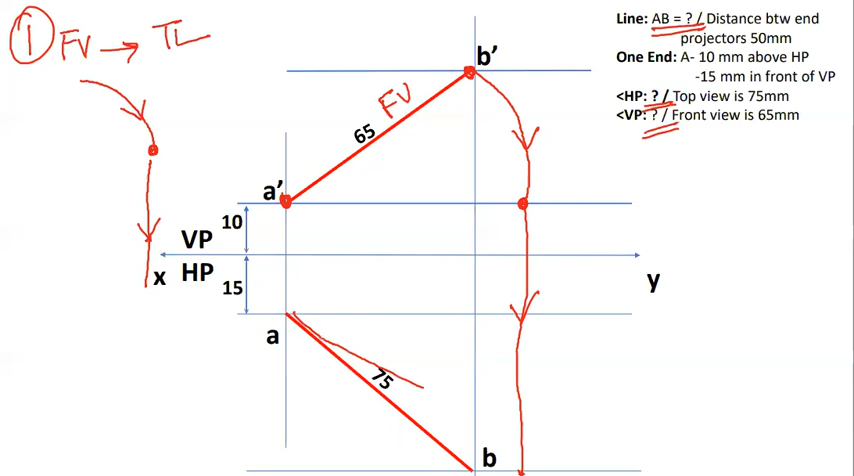 ① FV → TL
Line: AB = ? / Distance btw end
projectors 50mm
One End: A- 10 mm above HP
-15 mm in front of VP
<HP: ? / Top view is 75mm
<VP: ? / Front view is 65mm
b’
FV
65
a’
10
VP
x
y
HP
15
a
75
b